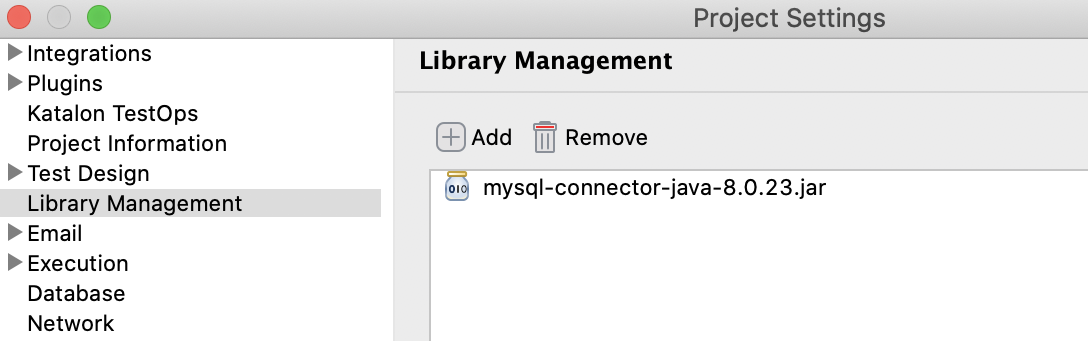 Project Settings
Integrations
Plugins
Katalon TestOps
Project Information
Test Design
Library Management
Email
Execution
Database
Network
Library Management
Add Remove
010 mysql-connector-java-8.0.23.jar